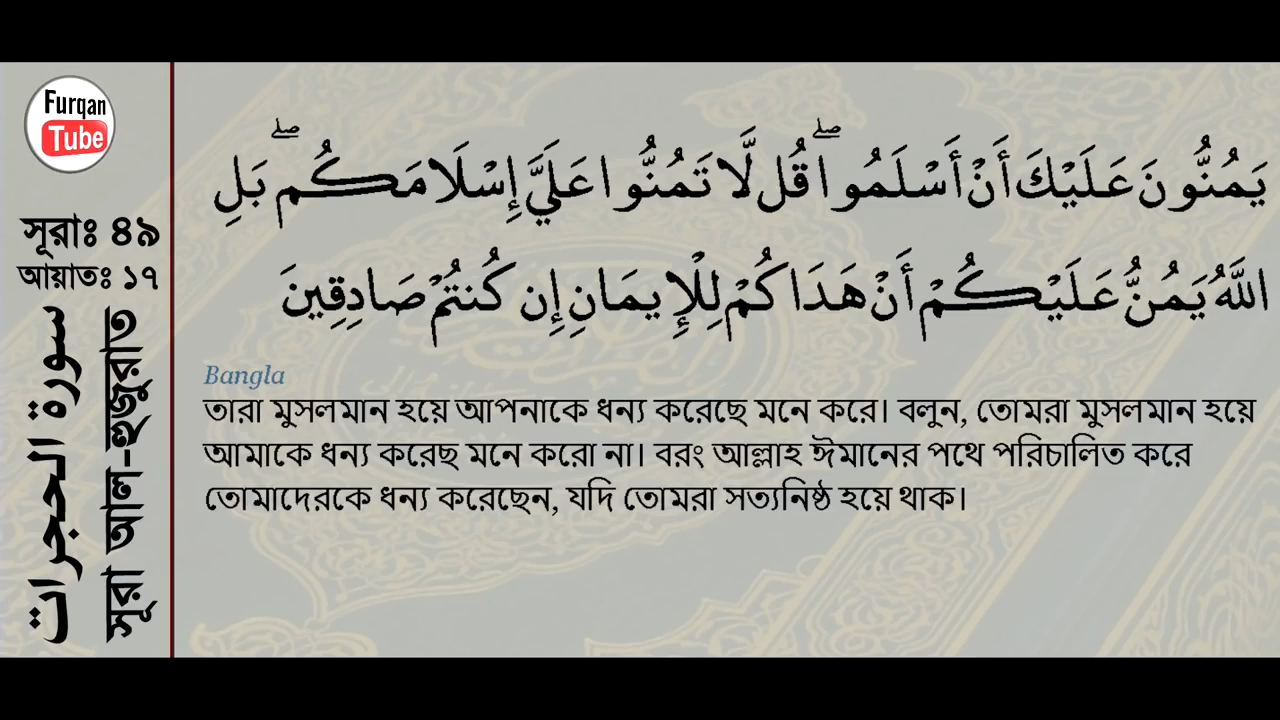 Furqan
Tube
সূরাঃ ৪৯
আয়াতঃ ১৭
سورة الحجرات
সূরা আল-হুজুরাত
يَمُنُّونَ عَلَيْكَ أَنْ أَسْلَمُوا ۖ قُل لَّا تَمُنُّوا عَلَيَّ إِسْلَامَكُم ۖ بَلِ
اللَّهُ يَمُنُّ عَلَيْكُمْ أَنْ هَدَاكُمْ لِلْإِيمَانِ إِن كُنتُمْ صَادِقِينَ
Bangla
তারা মুসলমান হয়ে আপনাকে ধন্য করেছে মনে করে। বলুন, তোমরা মুসলমান হয়ে
আমাকে ধন্য করেছ মনে করো না। বরং আল্লাহ ঈমানের পথে পরিচালিত করে
তোমাদেরকে ধন্য করেছেন, যদি তোমরা সত্যনিষ্ঠ হয়ে থাক।